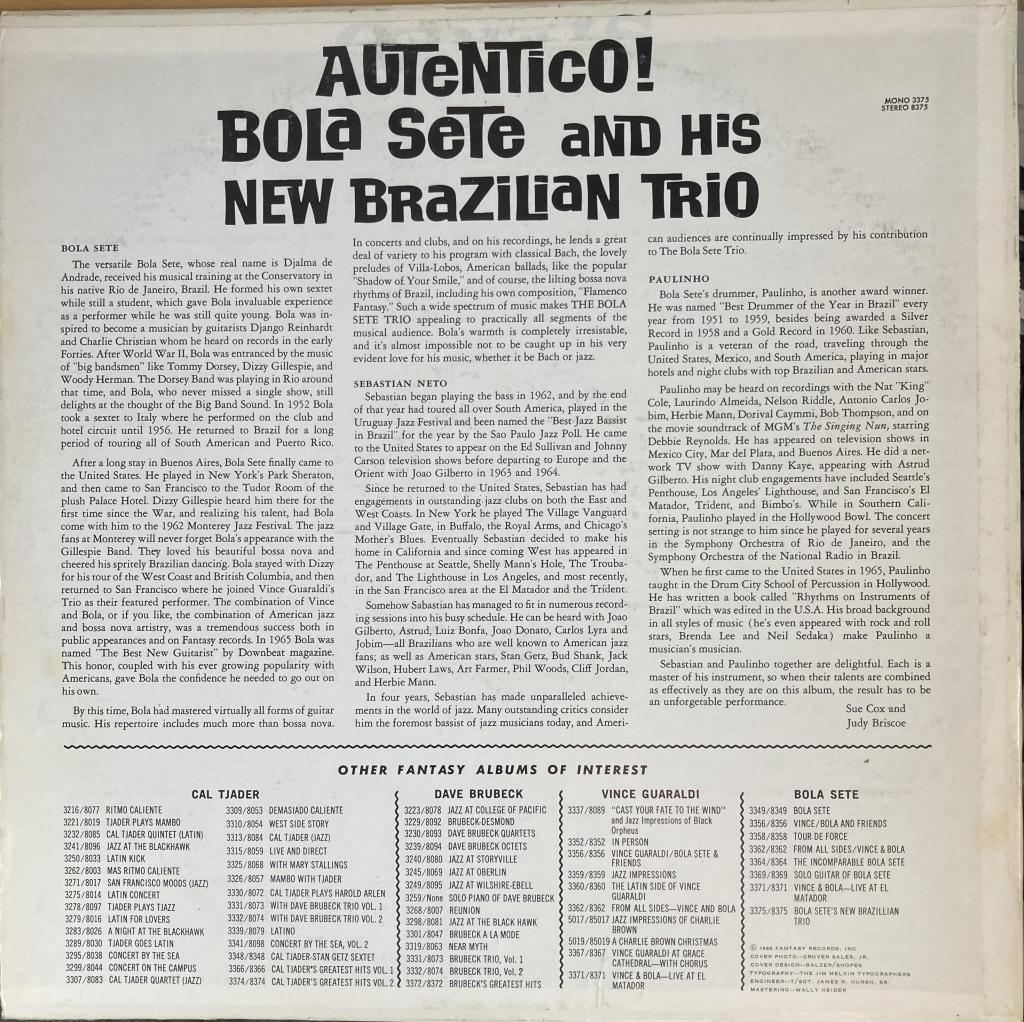 AUTENTICO!
BOLA SETE AND HIS
NEW BRAZILIAN TRIO
MONO 3375
STEREO 8375
BOLA SETE
The versatile Bola Sete, whose real name is Djalma de
Andrade, received his musical training at the Conservatory in
his native Rio de Janeiro, Brazil. He formed his own sextet
while still a student, which gave Bola invaluable experience
as a performer while he was still quite young. Bola was in-
spired to become a musician by guitarists Django Reinhardt
and Charlie Christian whom he heard on records in the early
Forties. After World War II, Bola was entranced by the music
of "big bandsmen" like Tommy Dorsey, Dizzy Gillespie, and
Woody Herman. The Dorsey Band was playing in Rio around
that time, and Bola, who never missed a single show, still
delights at the thought of the Big Band Sound. In 1952 Bola
took a sextet to Italy where he performed on the club and
hotel circuit until 1956. He returned to Brazil for a long
period of touring all of South American and Puerto Rico.
After a long stay in Buenos Aires, Bola Sete finally came to
the United States. He played in New York's Park Sheraton,
and then came to San Francisco to the Tudor Room of the
plush Palace Hotel. Dizzy Gillespie heard him there for the
first time since the War, and realizing his talent, had Bola
come with him to the 1962 Monterey Jazz Festival. The jazz
fans at Monterey will never forget Bola's appearance with the
Gillespie Band. They loved his beautiful bossa nova and
cheered his spritely Brazilian dancing. Bola stayed with Dizzy
for his tour of the West Coast and British Columbia, and then
returned to San Francisco where he joined Vince Guaraldi's
Trio as their featured performer. The combination of Vince
and Bola, or if you like, the combination of American jazz
and bossa nova artistry, was a tremendous success both in
public appearances and on Fantasy records. In 1965 Bola was
named "The Best New Guitarist" by Downbeat magazine.
This honor, coupled with his ever growing popularity with
Americans, gave Bola the confidence he needed to go out on
his own.
By this time, Bola had mastered virtually all forms of guitar
music. His repertoire includes much more than bossa nova.
In concerts and clubs, and on his recordings, he lends a great
deal of variety to his program with classical Bach, the lovely
preludes of Villa-Lobos, American ballads, like the popular
"Shadow of Your Smile," and of course, the lilting bossa nova
rhythms of Brazil, including his own composition, "Flamenco
Fantasy." Such a wide spectrum of music makes THE BOLA
SETE TRIO appealing to practically all segments of the
musical audience. Bola's warmth is completely irresistible,
and it's almost impossible not to be caught up in his very
evident love for his music, whether it be Bach or jazz.
SEBASTIAN NETO
Sebastian began playing the bass in 1962, and by the end
of that year had toured all over South America, played in the
Uruguay Jazz Festival and been named the "Best Jazz Bassist
in Brazil" for the year by the Sao Paulo Jazz Poll. He came
to the United States to appear on the Ed Sullivan and Johnny
Carson television shows before departing to Europe and the
Orient with Joao Gilberto in 1963 and 1964.
Since he returned to the United States, Sebastian has had
engagements in outstanding jazz clubs on both the East and
West Coasts. In New York he played The Village Vanguard
and Village Gate, in Buffalo, the Royal Arms, and Chicago's
Mother's Blues. Eventually Sebastian decided to make his
home in California and since coming West has appeared in
The Penthouse at Seattle, Shelly Mann's Hole, The Trouba-
dor, and The Lighthouse in Los Angeles, and most recently,
in the San Francisco area at the El Matador and the Trident.
Somehow Sabastian has managed to fit in numerous record-
ing sessions into his busy schedule. He can be heard with Joao
Gilberto, Astrud, Luiz Bonfa, Joao Donato, Carlos Lyra and
Jobim—all Brazilians who are well known to American jazz
fans; as well as American stars, Stan Getz, Bud Shank, Jack
Wilson, Hubert Laws, Art Farmer, Phil Woods, Cliff Jordan,
and Herbie Mann.
In four years, Sebastian has made unparalleled achieve-
ments in the world of jazz. Many outstanding critics consider
him the foremost bassist of jazz musicians today, and Ameri-
can audiences are continually impressed by his contribution
to The Bola Sete Trio.
PAULINHO
Bola Sete's drummer, Paulinho, is another award winner.
He was named "Best Drummer of the Year in Brazil" every
year from 1951 to 1959, besides being awarded a Silver
Record in 1958 and a Gold Record in 1960. Like Sebastian,
Paulinho is a veteran of the road, traveling through the
United States, Mexico, and South America, playing in major
hotels and night clubs with top Brazilian and American stars.
Paulinho may be heard on recordings with the Nat "King"
Cole, Laurindo Almeida, Nelson Riddle, Antonio Carlos Jo-
bim, Herbie Mann, Dorival Caymmi, Bob Thompson, and on
the movie soundtrack of MGM's The Singing Nun, starring
Debbie Reynolds. He has appeared on television shows in
Mexico City, Mar del Plata, and Buenos Aires. He did a net-
work TV show with Danny Kaye, appearing with Astrud
Gilberto. His night club engagements have included Seattle's
Penthouse, Los Angeles' Lighthouse, and San Francisco's El
Matador, Trident, and Bimbo's. While in Southern Cali-
fornia, Paulinho played in the Hollywood Bowl. The concert
setting is not strange to him since he played for several years
in the Symphony Orchestra of Rio de Janeiro, and the
Symphony Orchestra of the National Radio in Brazil.
When he first came to the United States in 1965, Paulinho
taught in the Drum City School of Percussion in Hollywood.
He has written a book called "Rhythms on Instruments of
Brazil" which was edited in the U.S.A. His broad background
in all styles of music (he's even appeared with rock and roll
stars, Brenda Lee and Neil Sedaka) make Paulinho a
musician's musician.
Sebastian and Paulinho together are delightful. Each is a
master of his instrument, so when their talents are combined
as effectively as they are on this album, the result has to be
an unforgetable performance.
Sue Cox and
Judy Briscoe
OTHER FANTASY ALBUMS OF INTEREST
CAL TJADER
3216/8077 RITMO CALIENTE
3221/8019 TJADER PLAYS MAMBO
3232/8085 CAL TJADER QUINTET (LATIN)
3241/8096 JAZZ AT THE BLACKHAWK
3250/8033 LATIN KICK
3262/8003 MAS RITMO CALIENTE
3271/8017 SAN FRANCISCO MOODS (JAZZ)
3275/8014 LATIN CONCERT
3278/8097 TJADER PLAYS TJAZZ
3279/8016 LATIN FOR LOVERS
3283/8026 A NIGHT AT THE BLACKHAWK
3289/8030 TJADER GOES LATIN
3295/8038 CONCERT BY THE SEA
3299/8044 CONCERT ON THE CAMPUS
3307/8083 CAL TJADER QUARTET (JAZZ)
3309/8053 DEMASIADO CALIENTE
3310/8054 WEST SIDE STORY
3313/8084 CAL TJADER (JAZZ)
3315/8059 LIVE AND DIRECT
3325/8068 WITH MARY STALLINGS
3326/8057 MAMBO WITH TJADER
3330/8072 CAL TJADER PLAYS HAROLD ARLEN
3331/8073 WITH DAVE BRUBECK TRIO VOL. 1
3332/8074 WITH DAVE BRUBECK TRIO VOL. 2
3339/8079 LATINO
3341/8098 CONCERT BY THE SEA, VOL. 2
3348/8348 CAL TJADER-STAN GETZ SEXTET
3366/8366 CAL TJADER'S GREATEST HITS VOL. 1
3374/8374 CAL TJADER'S GREATEST HITS VOL. 2
DAVE BRUBECK
3223/8078 JAZZ AT COLLEGE OF PACIFIC
3229/8092 BRUBECK-DESMOND
3230/8093 DAVE BRUBECK QUARTETS
3239/8094 DAVE BRUBECK OCTETS
3240/8080 JAZZ AT STORYVILLE
3245/8069 JAZZ AT OBERLIN
3249/8095 JAZZ AT WILSHIRE-EBELL
3259/None SOLO PIANO OF DAVE BRUBECK
3268/8007 REUNION
3298/8081 JAZZ AT THE BLACK HAWK
3301/8047 BRUBECK A LA MODE
3319/8063 NEAR MYTH
3331/8073 BRUBECK TRIO, VOL. 1
3332/8074 BRUBECK TRIO, Vol. 2
3372/8372 BRUBECK'S GREATEST HITS
VINCE GUARALDI
3337/8089 "CAST YOUR FATE TO THE WIND"
and Jazz Impressions of Black
Orpheus
3352/8352 IN PERSON
3356/8356 VINCE GUARALDI/BOLA SETE &
FRIENDS
3359/8359 JAZZ IMPRESSIONS
3360/8360 THE LATIN SIDE OF VINCE
GUARALDI
3362/8362 FROM ALL SIDES—VINCE AND BOLA
5017/85017 JAZZ IMPRESSIONS OF CHARLIE
BROWN
5019/85019 A CHARLIE BROWN CHRISTMAS
3367/8367 VINCE GUARALDI AT GRACE
CATHEDRAL—WITH CHORUS
3371/8371 VINCE & BOLA—LIVE AT EL
MATADOR
BOLA SETE
3349/8349 BOLA SETE
3356/8356 VINCE/BOLA AND FRIENDS
3358/8358 TOUR DE FORCE
3362/8362 FROM ALL SIDES/VINCE & BOLA
3364/8364 THE INCOMPARABLE BOLA SETE
3369/8369 SOLO GUITAR OF BOLA SETE
3371/8371 VINCE & BOLA—LIVE AT EL
MATADOR
3375/8375 BOLA SETE'S NEW BRAZILLIAN
TRIO
© 1966 FANTASY RECORDS, INC.
COVER PHOTO—GROVER SALES, JR.
COVER DESIGN—BALZER/SHOPES
TYPOGRAPHY—THE JIM MELVIN TYPOGRAPHERS
ENGINEER—T/SGT. JAMES R. HURSH, SR.
MASTERING—WALLY HEIDER